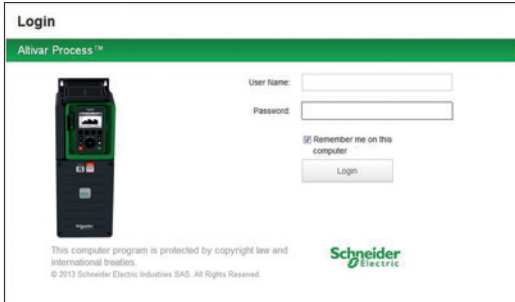 Login
Altivar Process™
User Name:
Password:
Remember me on this
computer
Login
This computer program is protected by copyright law and
international treaties.
© 2013 Schneider Electric Industries SAS. All Rights Reserved.
Schneider
Electric